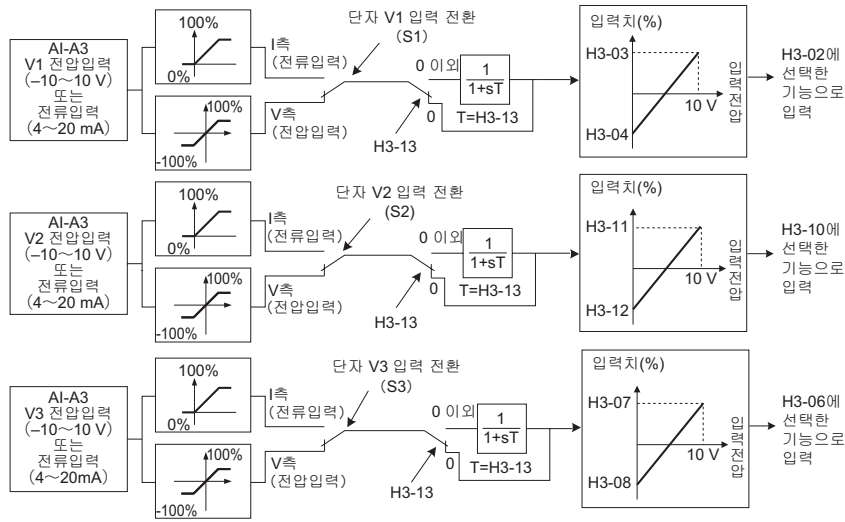 AI-A3
V1 전압입력
(–10～10 V)
또는
전류입력
(4～20 mA)
100%
0%
100%
-100%
I측
(전류입력)
V측
(전압입력)
단자 V1 입력 전환
(S1)
0 이외
0
H3-13
1
1+sT
T=H3-13
입력치(%)
H3-03
H3-04
10 V
입력전압
H3-02에
선택한
기능으로
입력
AI-A3
V2 전압입력
(–10～10 V)
또는
전류입력
(4～20 mA)
100%
0%
100%
-100%
I측
(전류입력)
V측
(전압입력)
단자 V2 입력 전환
(S2)
0 이외
0
H3-13
1
1+sT
T=H3-13
입력치(%)
H3-11
H3-12
10 V
입력전압
H3-10에
선택한
기능으로
입력
AI-A3
V3 전압입력
(–10～10 V)
또는
전류입력
(4～20mA)
100%
0%
100%
-100%
I측
(전류입력)
V측
(전압입력)
단자 V3 입력 전환
(S3)
0 이외
0
H3-13
1
1+sT
T=H3-13
입력치(%)
H3-07
H3-08
10 V
입력전압
H3-06에
선택한
기능으로
입력